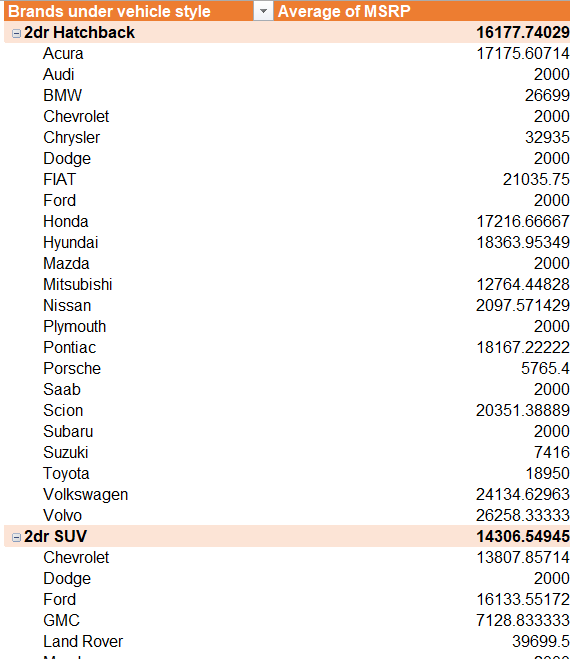 Brands under vehicle style Average of MSRP
2dr Hatchback 16177.74029
Acura 17175.60714
Audi 2000
BMW 26699
Chevrolet 2000
Chrysler 32935
Dodge 2000
FIAT 21035.75
Ford 2000
Honda 17216.66667
Hyundai 18363.95349
Mazda 2000
Mitsubishi 12764.44828
Nissan 2097.571429
Plymouth 2000
Pontiac 18167.22222
Porsche 5765.4
Saab 2000
Scion 20351.38889
Subaru 2000
Suzuki 7416
Toyota 18950
Volkswagen 24134.62963
Volvo 26258.33333
2dr SUV 14306.54945
Chevrolet 13807.85714
Dodge 2000
Ford 16133.55172
GMC 7128.833333
Land Rover 39699.5